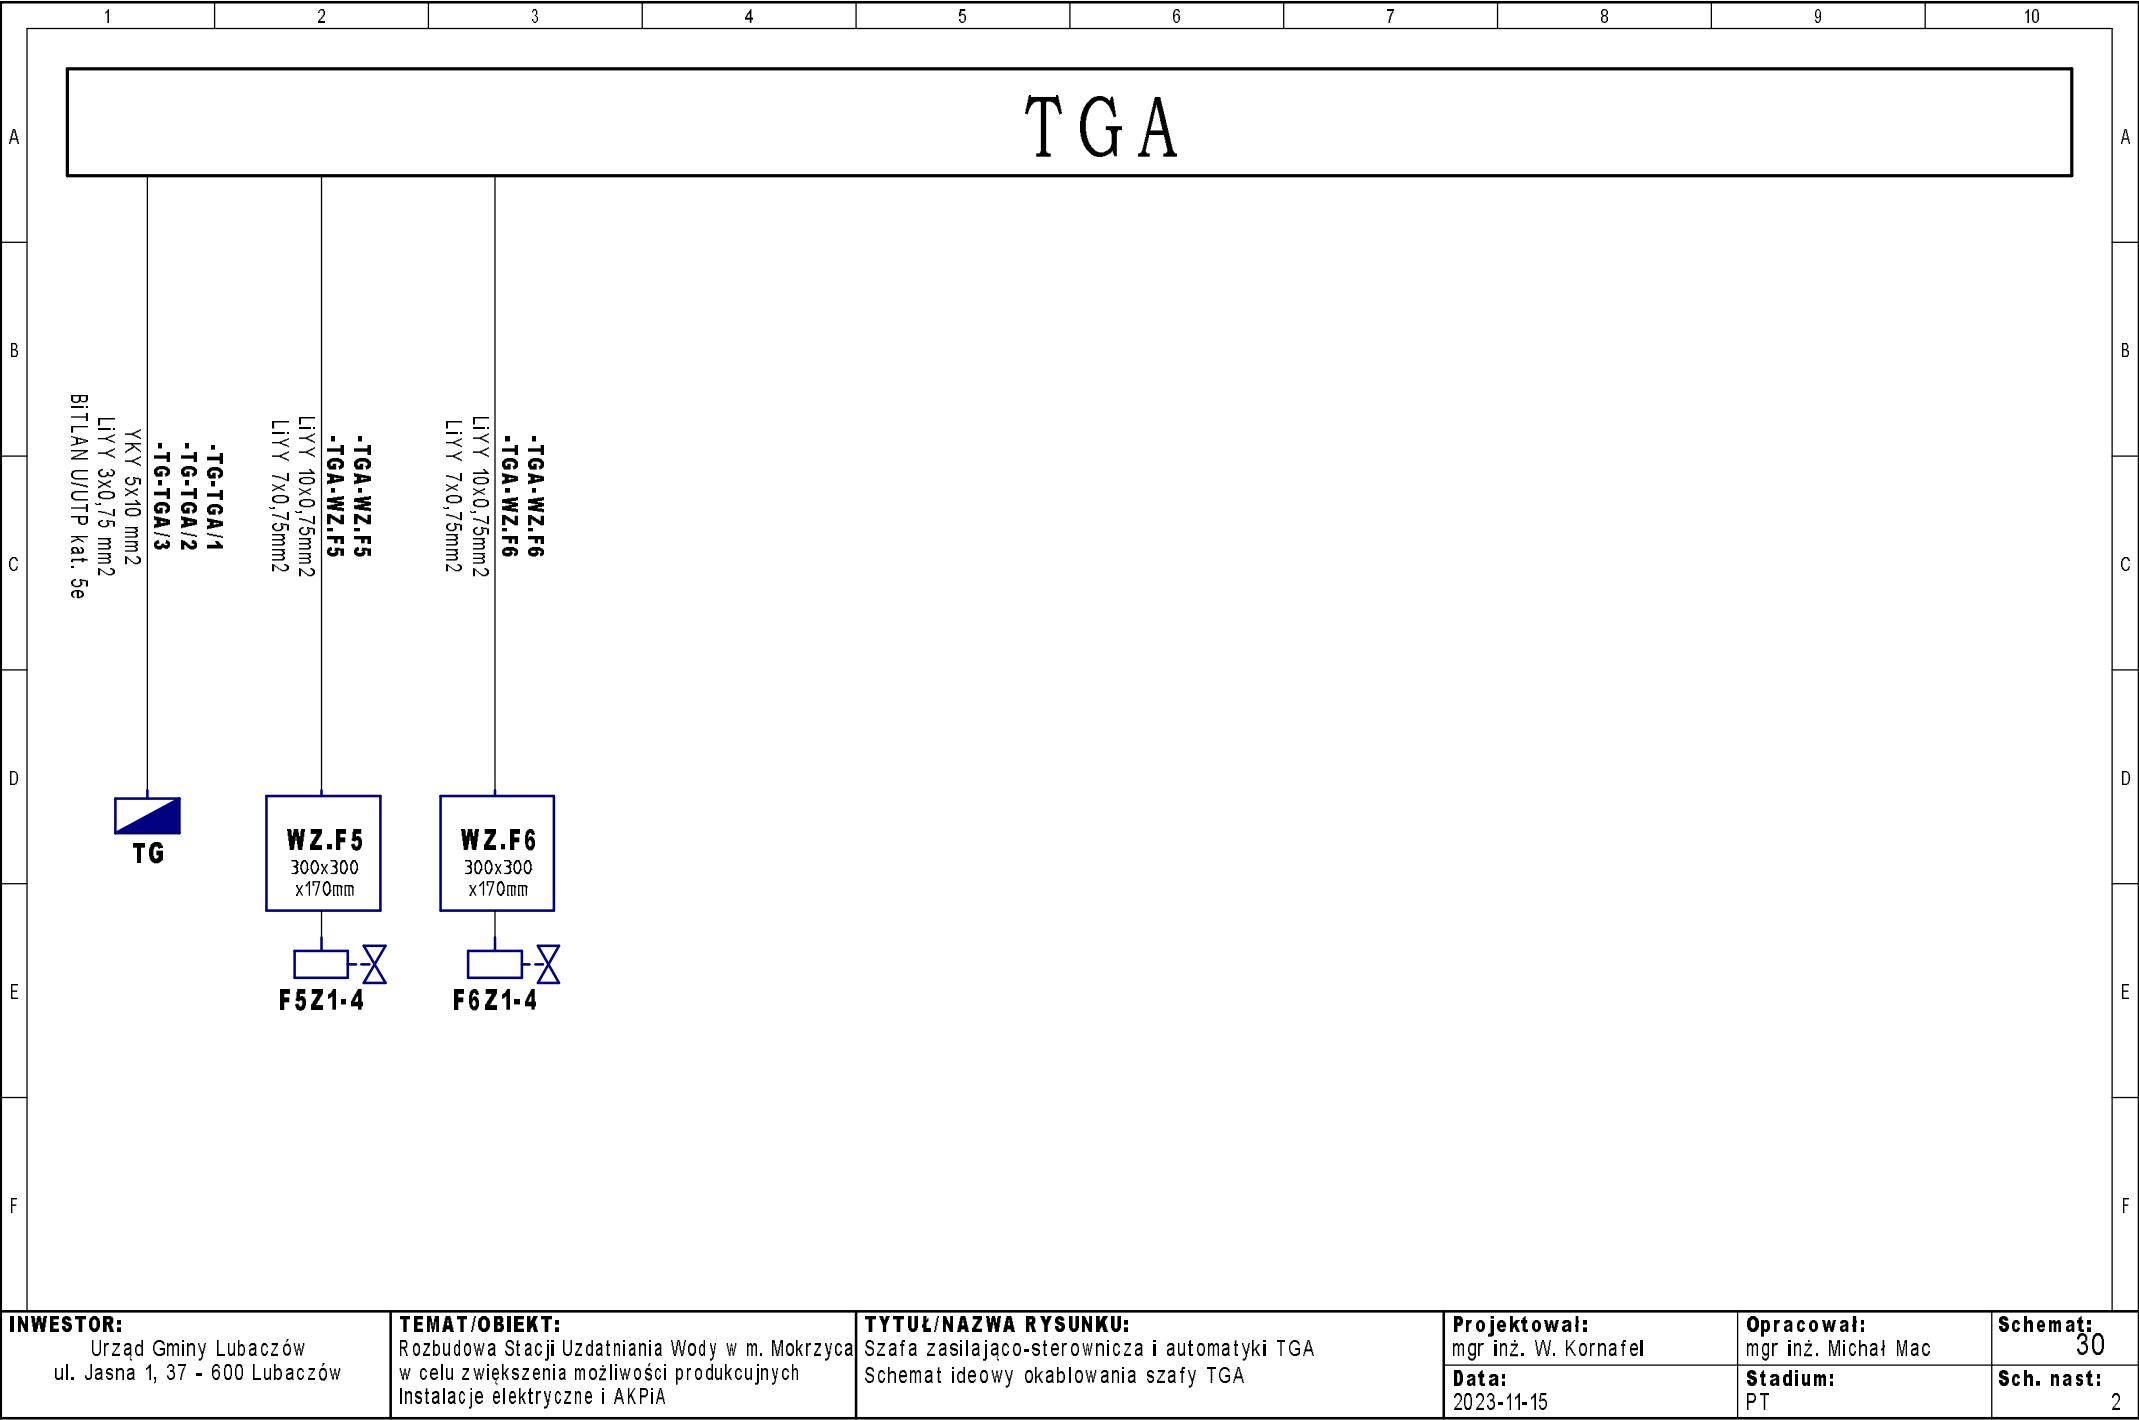 1 2 3 4 5 6 7 8 9 10
TGA
A A
B B
C C
D D
E E
F F
-TG-TGA/1
-TG-TGA/2
-TG-TGA/3
YKY 5x10 mm2
LiYY 3x0,75 mm2
BiTLAN U/UTP kat. 5e
-TGA-WZ.F5
-TGA-WZ.F5
LiYY 10x0,75mm2
LiYY 7x0,75mm2
-TGA-WZ.F6
-TGA-WZ.F6
LiYY 10x0,75mm2
LiYY 7x0,75mm2
TG
WZ.F5
300x300
x170mm
WZ.F6
300x300
x170mm
F5Z1-4
F6Z1-4
INWESTOR:
Urząd Gminy Lubaczów
ul. Jasna 1, 37 - 600 Lubaczów
TEMAT/OBIEKT:
Rozbudowa Stacji Uzdatniania Wody w m. Mokrzyca
w celu zwiększenia możliwości produkcujnych
Instalacje elektryczne i AKPiA
TYTUŁ/NAZWA RYSUNKU:
Szafa zasilająco-sterownicza i automatyki TGA
Schemat ideowy okablowania szafy TGA
Projektował:
mgr inż. W. Kornafel
Data:
2023-11-15
Opracował:
mgr inż. Michał Mac
Stadium:
PT
Schemat:
30
Sch. nast:
2